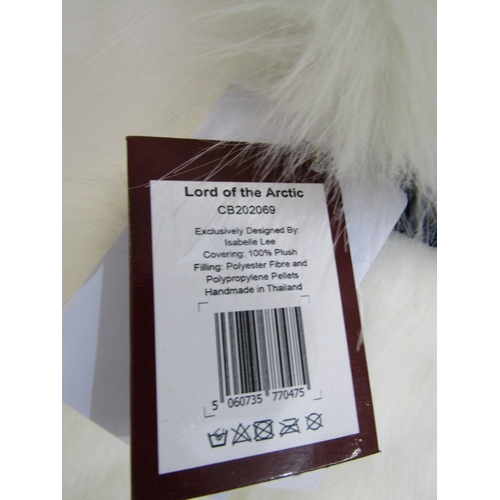 Lord of the Arctic
CB202069
Exclusively Designed By:
Isabelle Lee
Covering: 100% Plush
Filling: Polyester Fibre and
Polypropylene Pellets
Handmade in Thailand
5 060735 770475